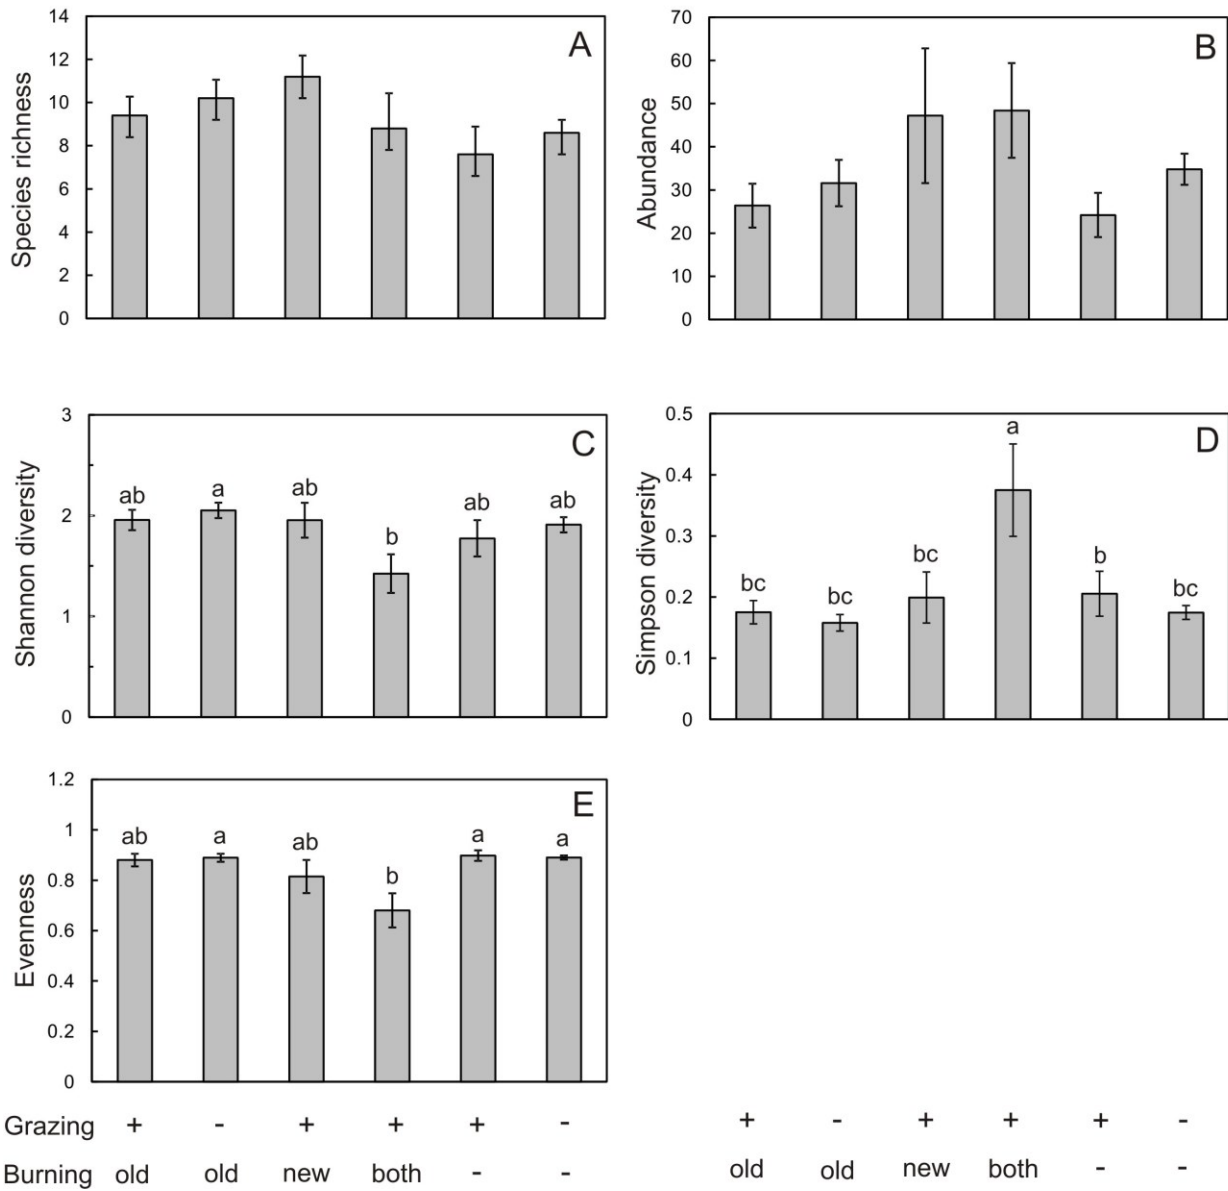 A
Species richness
14
12
10
8
6
4
2
0
B
Abundance
70
60
50
40
30
20
10
0
C
Shannon diversity
3
2
1
0
ab
a
ab
b
ab
ab
D
Simpson diversity
0.5
0.4
0.3
0.2
0.1
0
bc
bc
bc
a
b
bc
E
Evenness
1.2
1
0.8
0.6
0.4
0.2
0
ab
a
ab
b
a
a
Grazing + - + + + -
Burning old old new both - -
+ - + + + -
old old new both - -